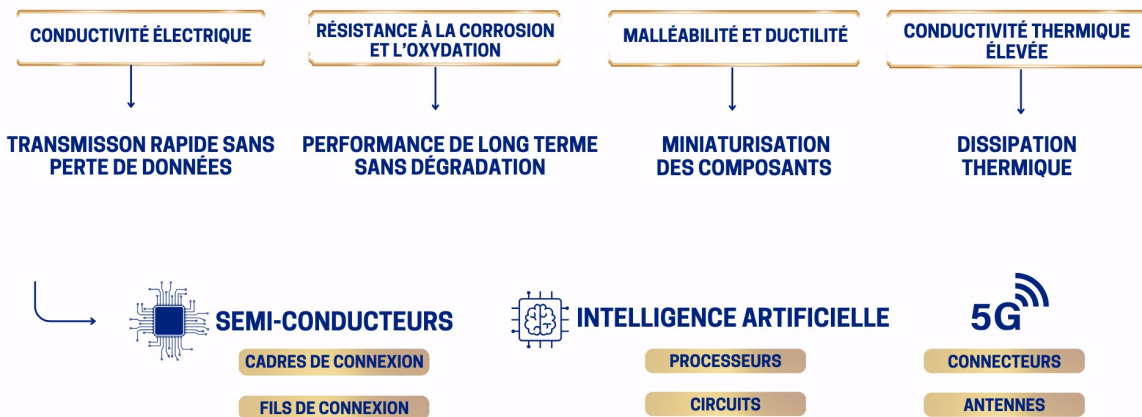 CONDUCTIVITÉ ÉLECTRIQUE
RÉSISTANCE À LA CORROSION
ET L'OXYDATION
MALLÉABILITÉ ET DUCTILITÉ
CONDUCTIVITÉ THERMIQUE
ÉLEVÉE
TRANSMISSON RAPIDE SANS
PERTE DE DONNÉES
PERFORMANCE DE LONG TERME
SANS DÉGRADATION
MINIATURISATION
DES COMPOSANTS
DISSIPATION
THERMIQUE
SEMI-CONDUCTEURS
CADRES DE CONNEXION
FILS DE CONNEXION
INTELLIGENCE ARTIFICIELLE
PROCESSEURS
CIRCUITS
5G
CONNECTEURS
ANTENNES